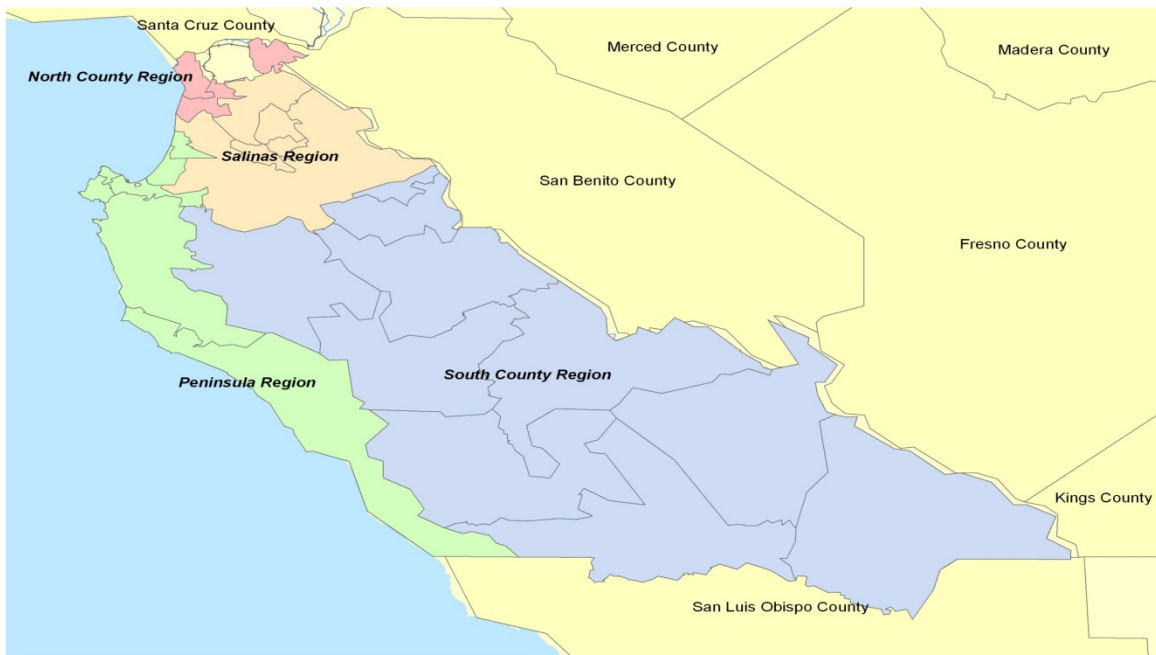 Santa Cruz County
Merced County
Madera County
North County Region
Salinas Region
San Benito County
Fresno County
Peninsula Region
South County Region
Kings County
San Luis Obispo County